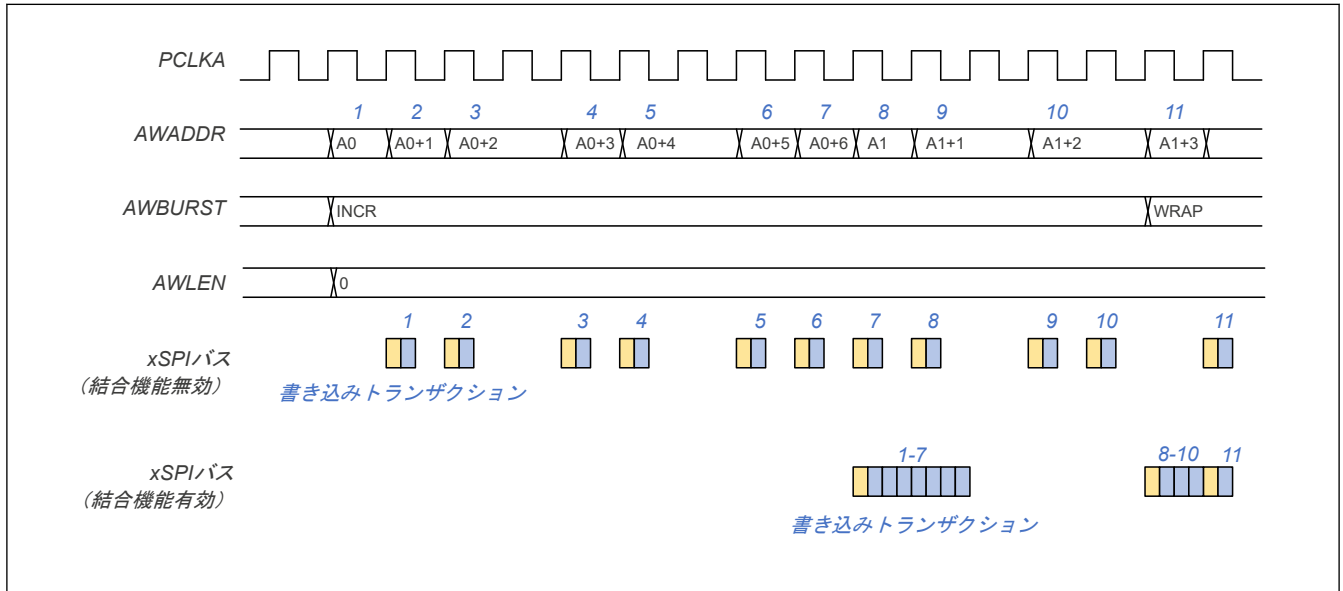 PCLKA
1 2 3 4 5 6 7 8 9 10 11
AWADDR A0 A0+1 A0+2 A0+3 A0+4 A0+5 A0+6 A1 A1+1 A1+2 A1+3
AWBURST INCR WRAP
AWLEN 0
1 2 3 4 5 6 7 8 9 10 11
xSPIバス
（結合機能無効）
書き込みトランザクション
1-7 8-10 11
xSPIバス
（結合機能有効）
書き込みトランザクション